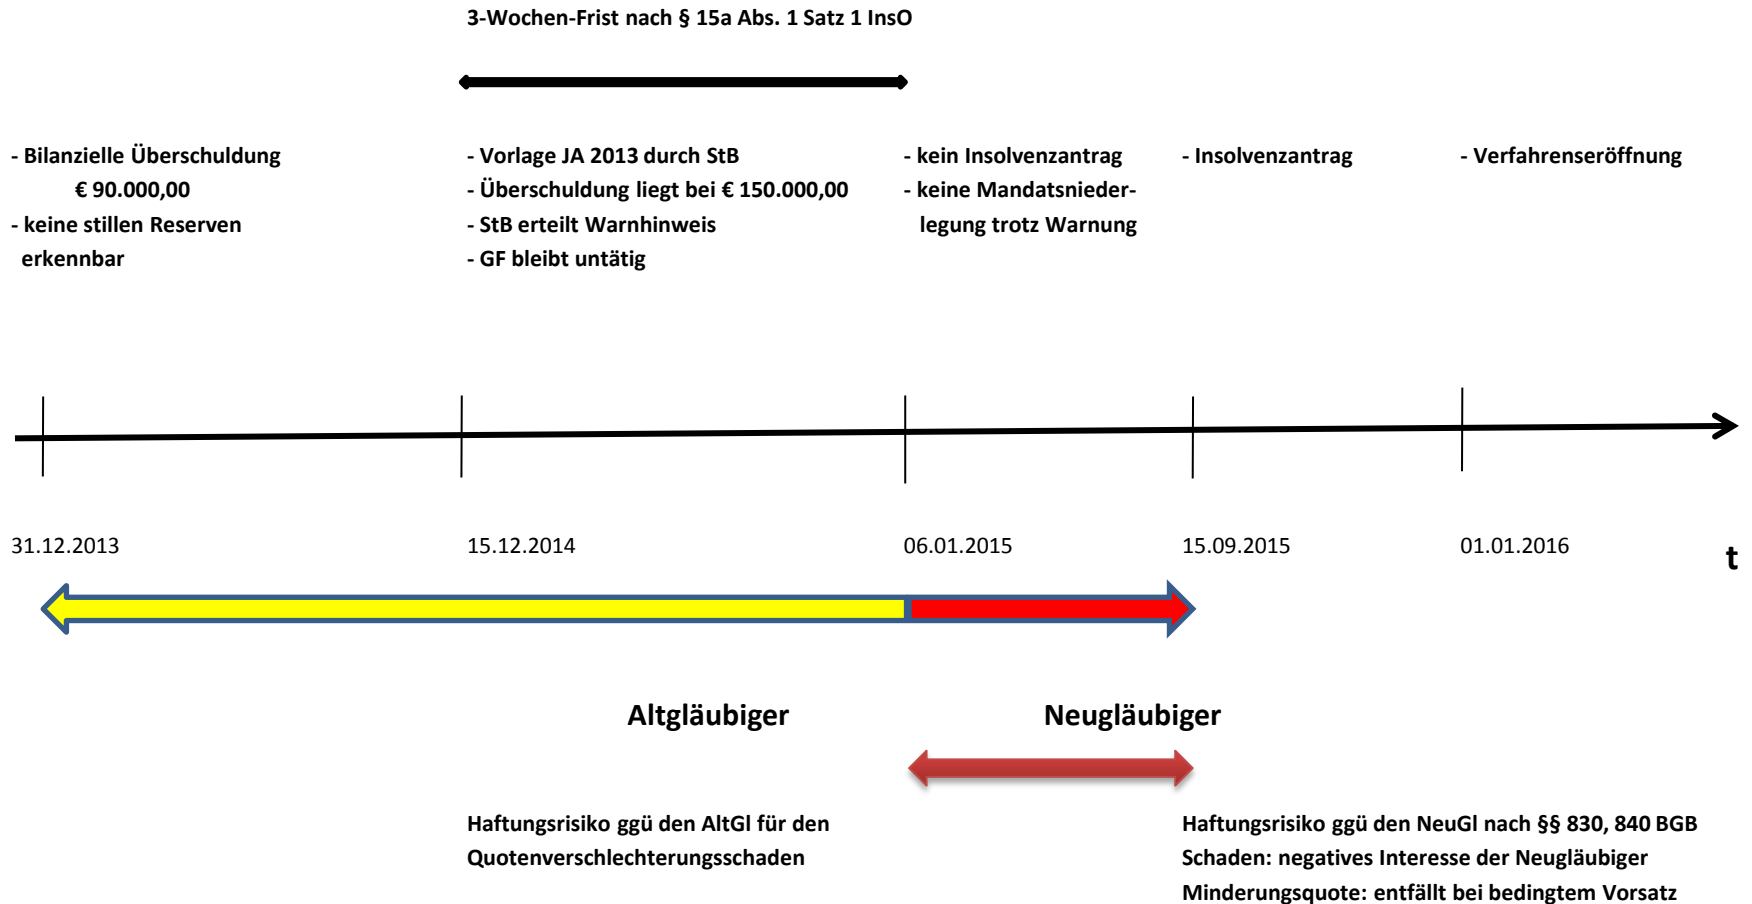 3-Wochen-Frist nach § 15a Abs. 1 Satz 1 InsO
- Bilanzielle Überschuldung
€ 90.000,00
- keine stillen Reserven
erkennbar
- Vorlage JA 2013 durch StB
- Überschuldung liegt bei € 150.000,00
- StB erteilt Warnhinweis
- GF bleibt untätig
- kein Insolvenzantrag
- keine Mandatsnieder-
legung trotz Warnung
- Insolvenzantrag
- Verfahrenseröffnung
31.12.2013
15.12.2014
06.01.2015
15.09.2015
01.01.2016
t
Altgläubiger
Neugläubiger
Haftungsrisiko ggü den AltGl für den
Quotenverschlechterungsschaden
Haftungsrisiko ggü den NeuGl nach §§ 830, 840 BGB
Schaden: negatives Interesse der Neugläubiger
Minderungsquote: entfällt bei bedingtem Vorsatz